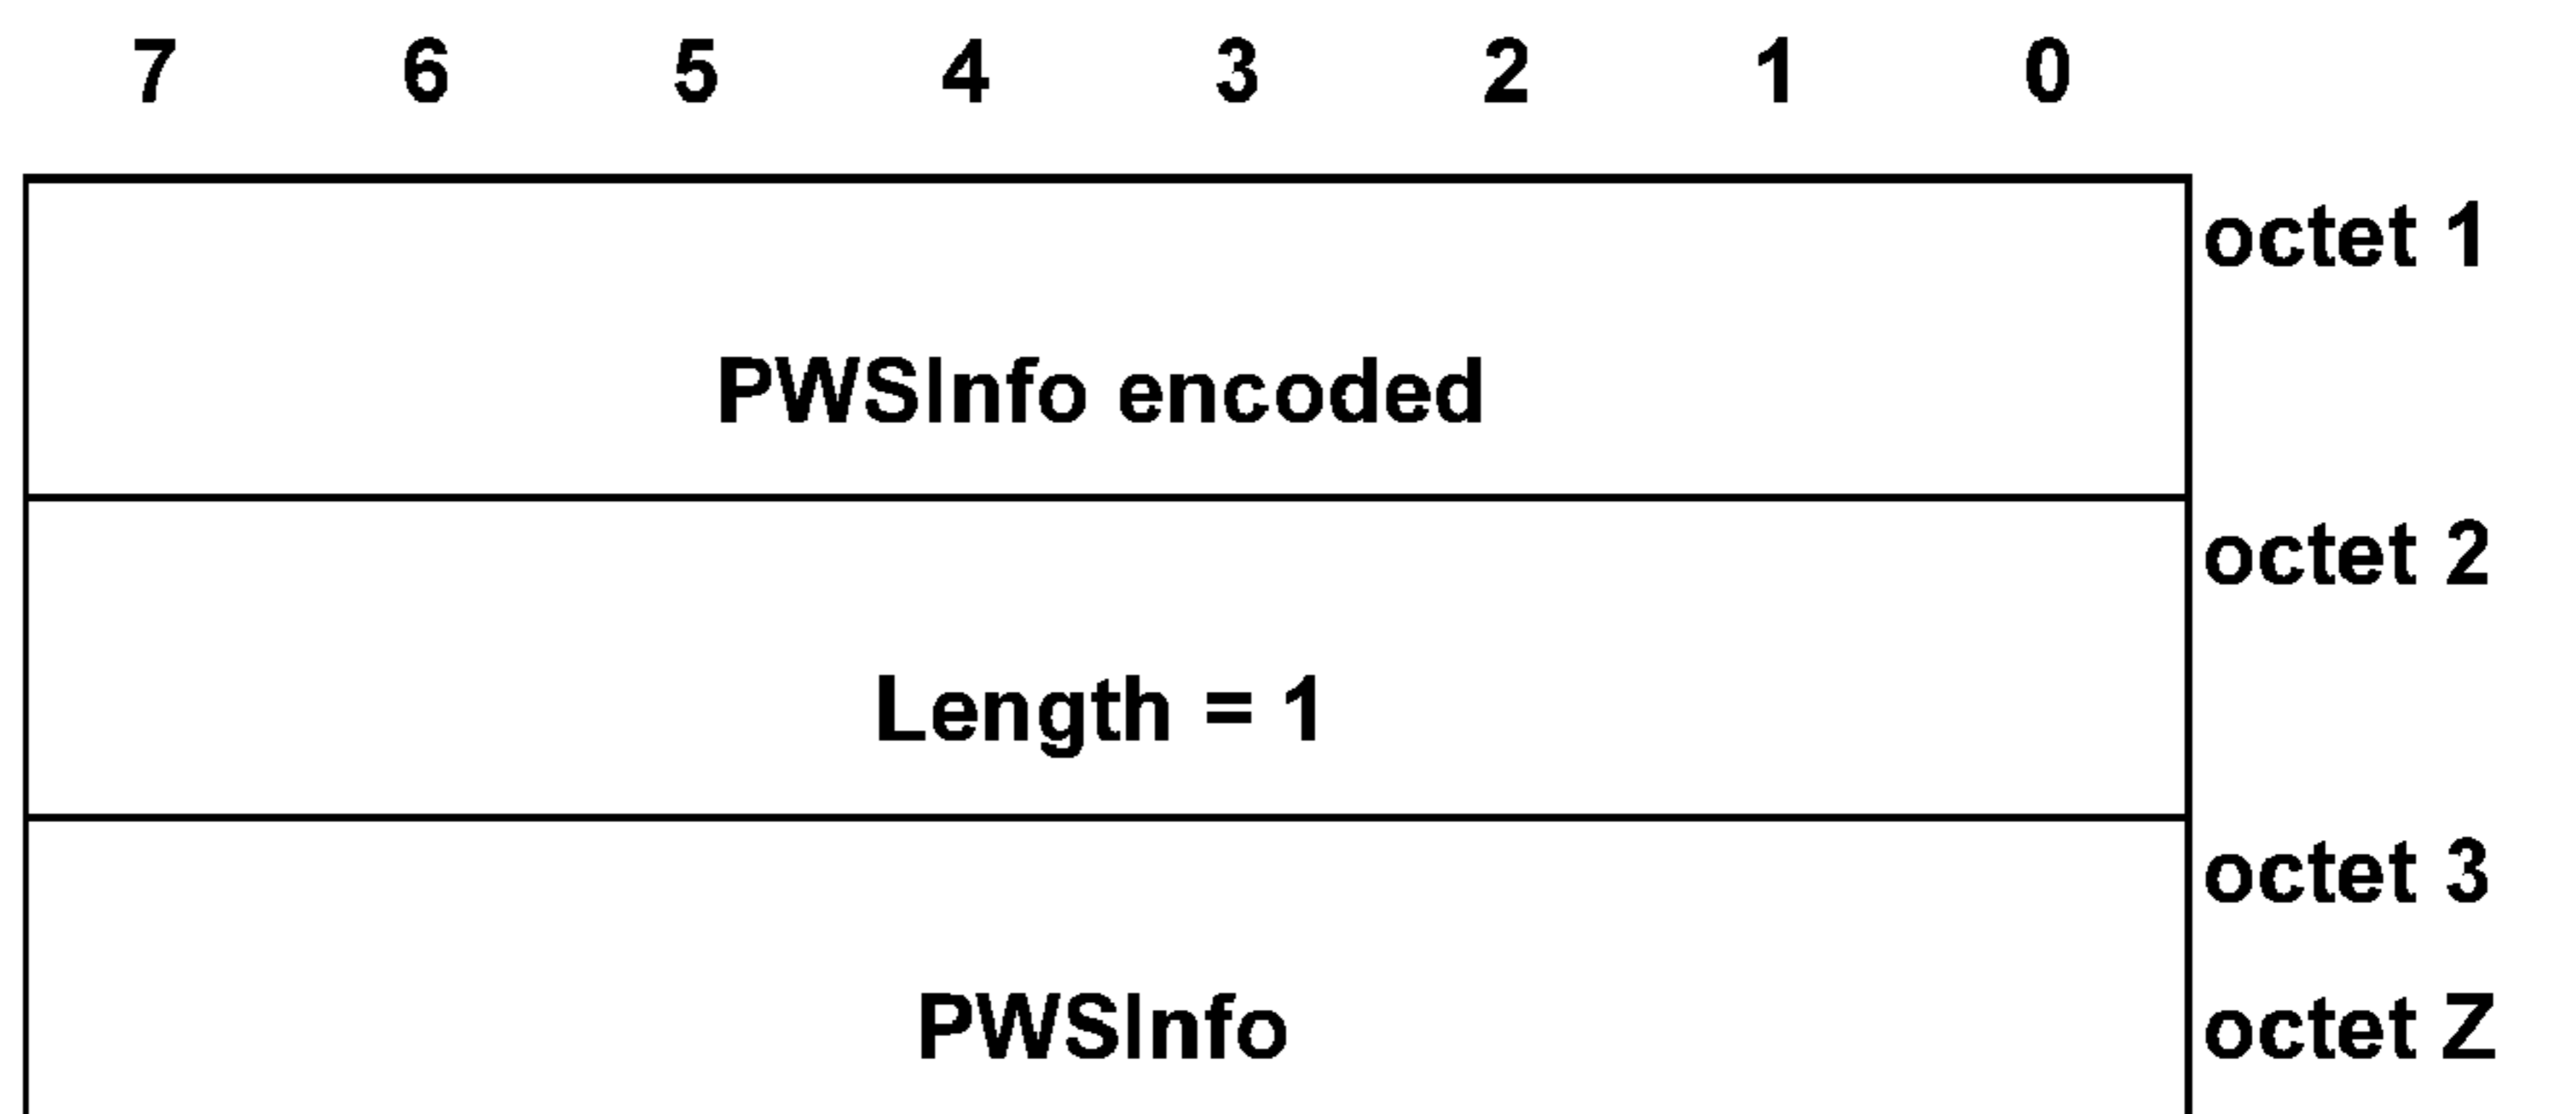 7 6 5 4 3 2 1 0
octet 1
PWSInfo encoded
octet 2
Length = 1
octet 3
PWSInfo octet Z